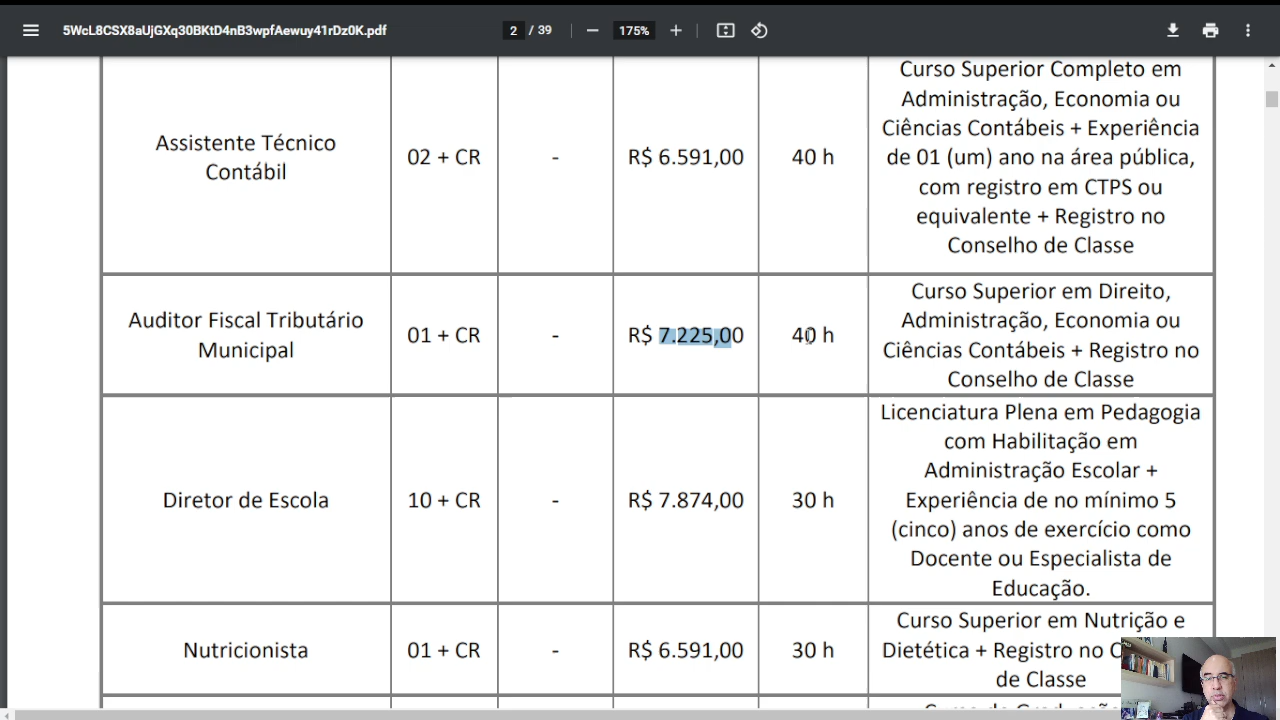 5WcL8CSX8aUjGXq30BKtD4nB3wpfAewuy41rDz0K.pdf
2 / 39
175%
Curso Superior Completo em
Administração, Economia ou
Ciências Contábeis + Experiência
de 01 (um) ano na área pública,
com registro em CTPS ou
equivalente + Registro no
Conselho de Classe
Assistente Técnico
Contábil
02 + CR
-
R$ 6.591,00
40 h
Auditor Fiscal Tributário
Municipal
01 + CR
-
R$ 7.225,00
40 h
Curso Superior em Direito,
Administração, Economia ou
Ciências Contábeis + Registro no
Conselho de Classe
Diretor de Escola
10 + CR
-
R$ 7.874,00
30 h
Licenciatura Plena em Pedagogia
com Habilitação em
Administração Escolar +
Experiência de no mínimo 5
(cinco) anos de exercício como
Docente ou Especialista de
Educação.
Nutricionista
01 + CR
-
R$ 6.591,00
30 h
Curso Superior em Nutrição e
Dietética + Registro no
de Classe